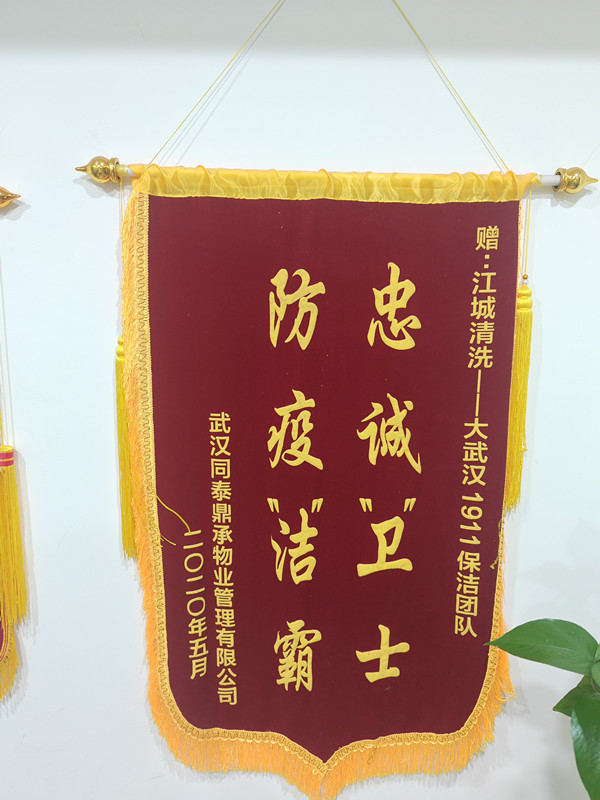 赠：江城清洗——大武汉1911保洁团队
忠诚“卫”士
防疫“洁”霸
武汉同泰鼎承物业管理有限公司
二〇二〇年五月